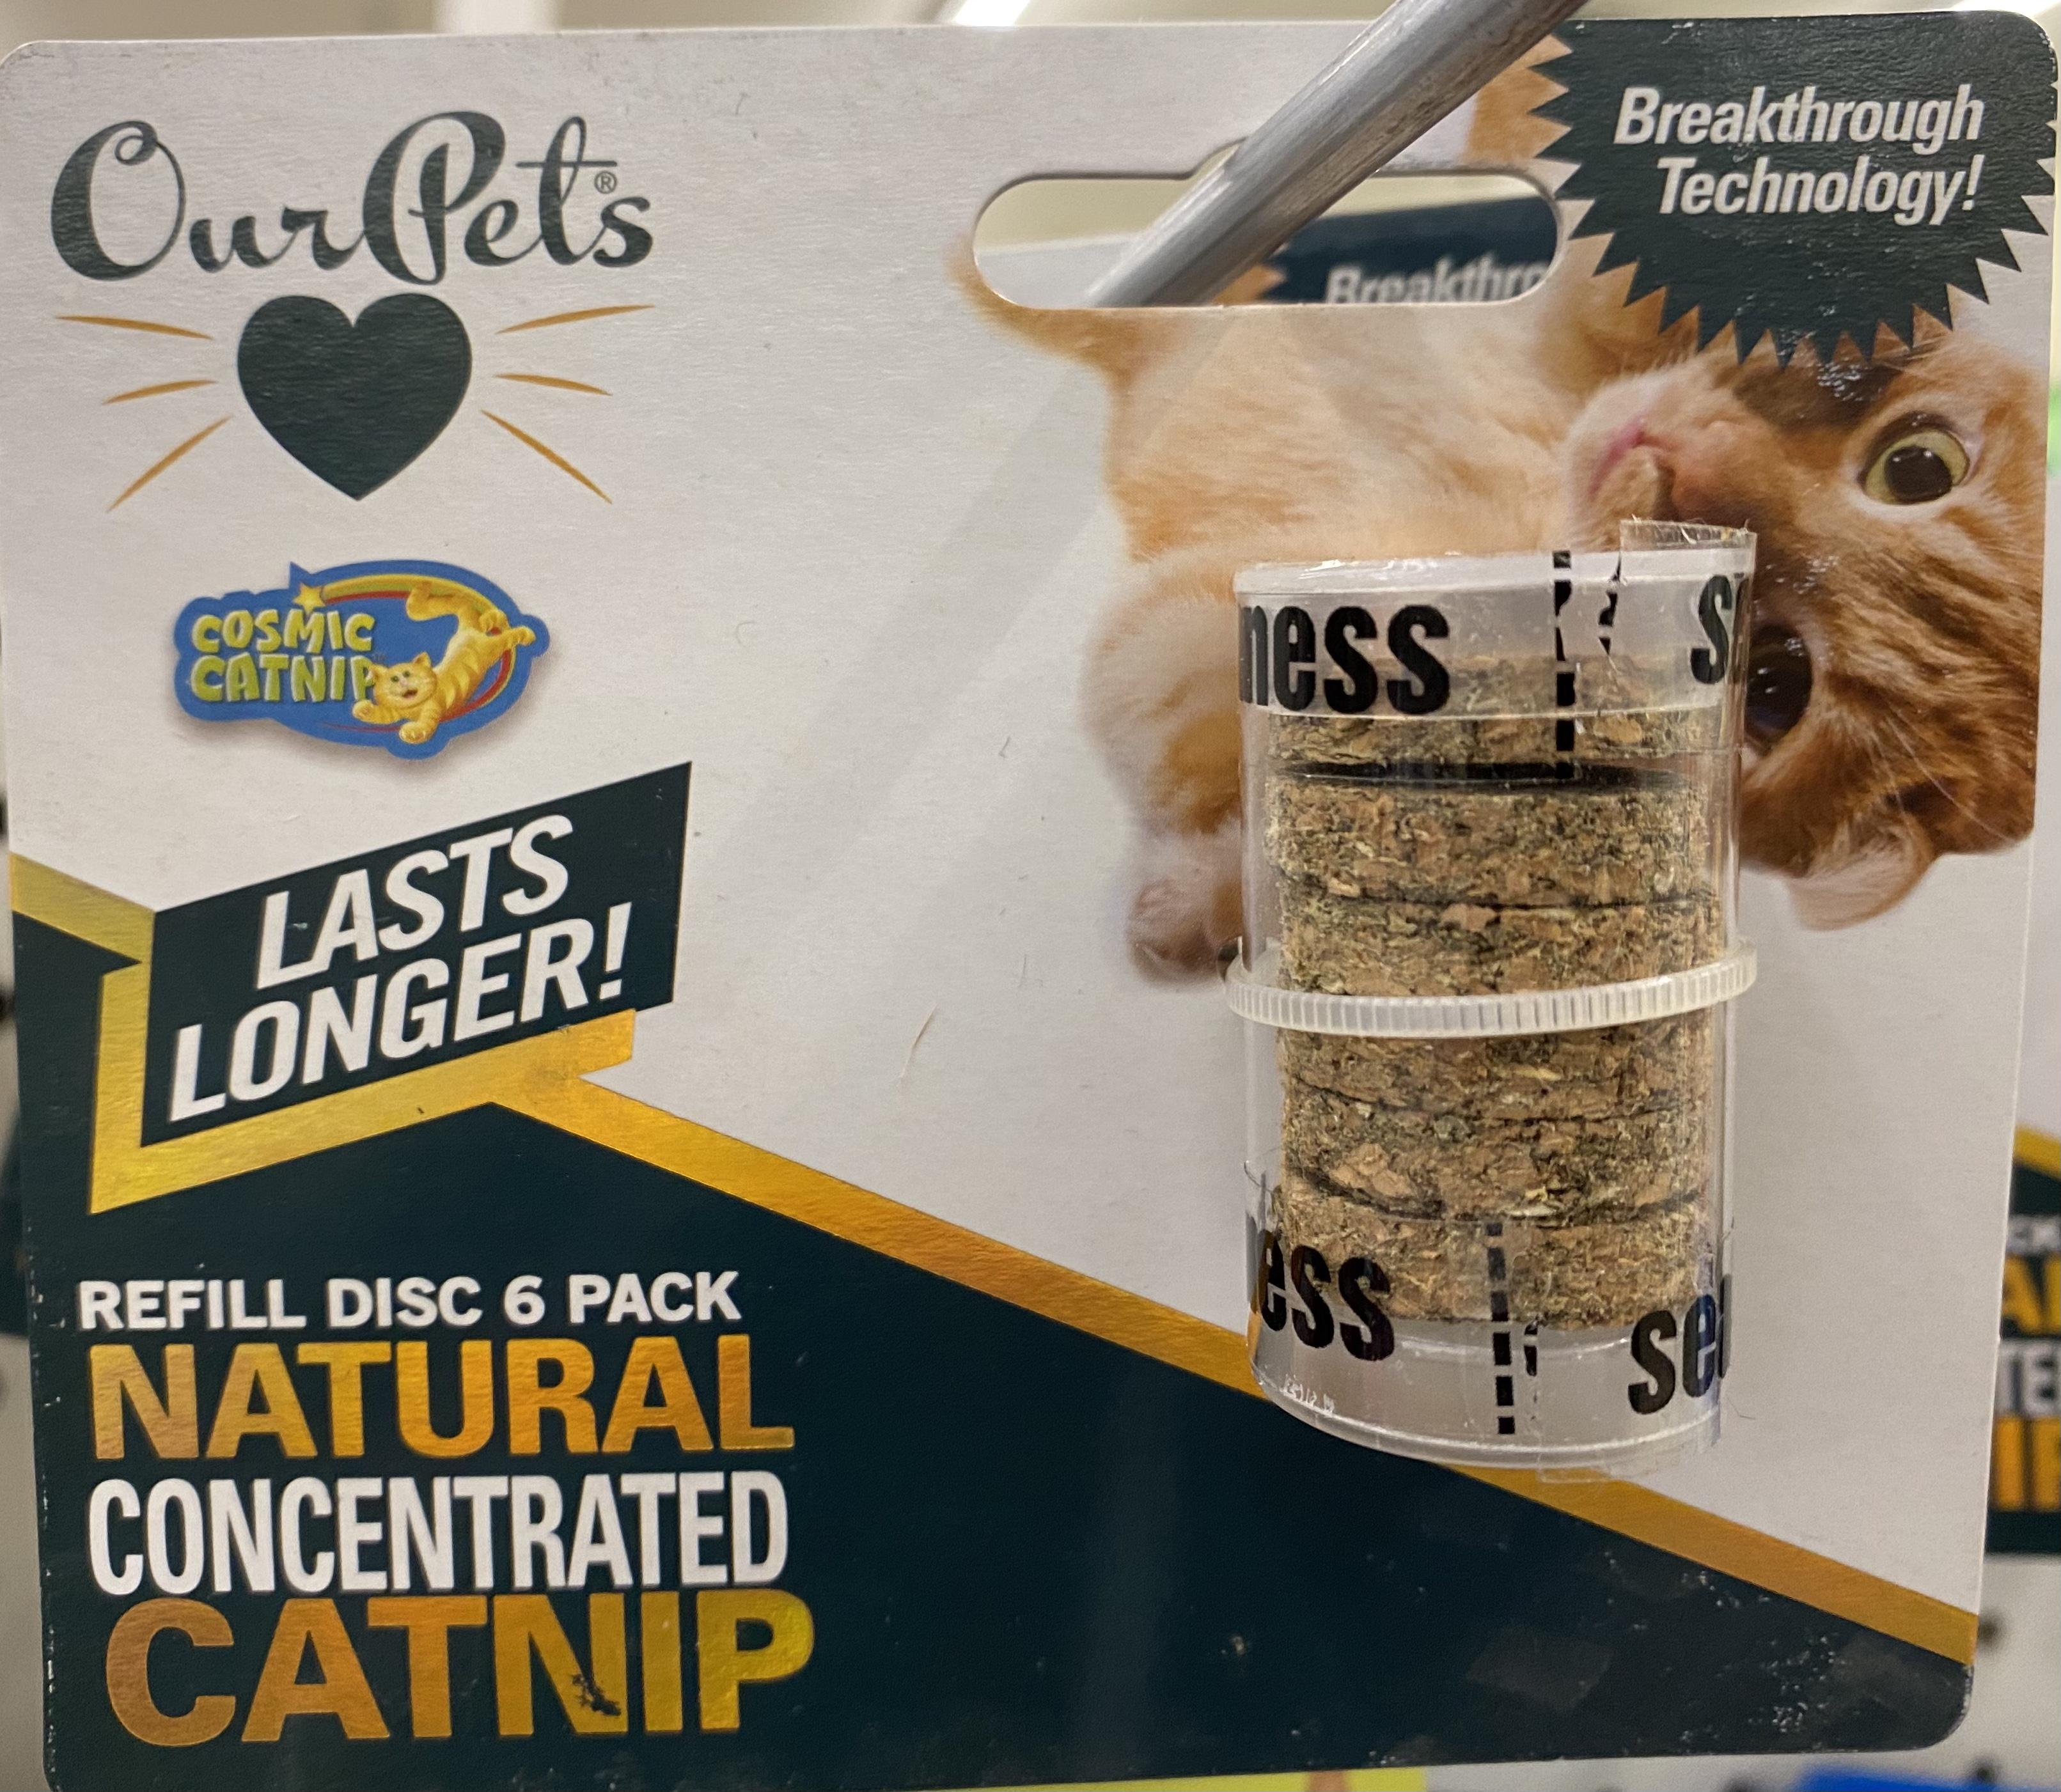 OurPets®
Breakthrough
Technology!
COSMIC
CATNIP
LASTS
LONGER!
REFILL DISC 6 PACK
NATURAL
CONCENTRATED
CATNIP